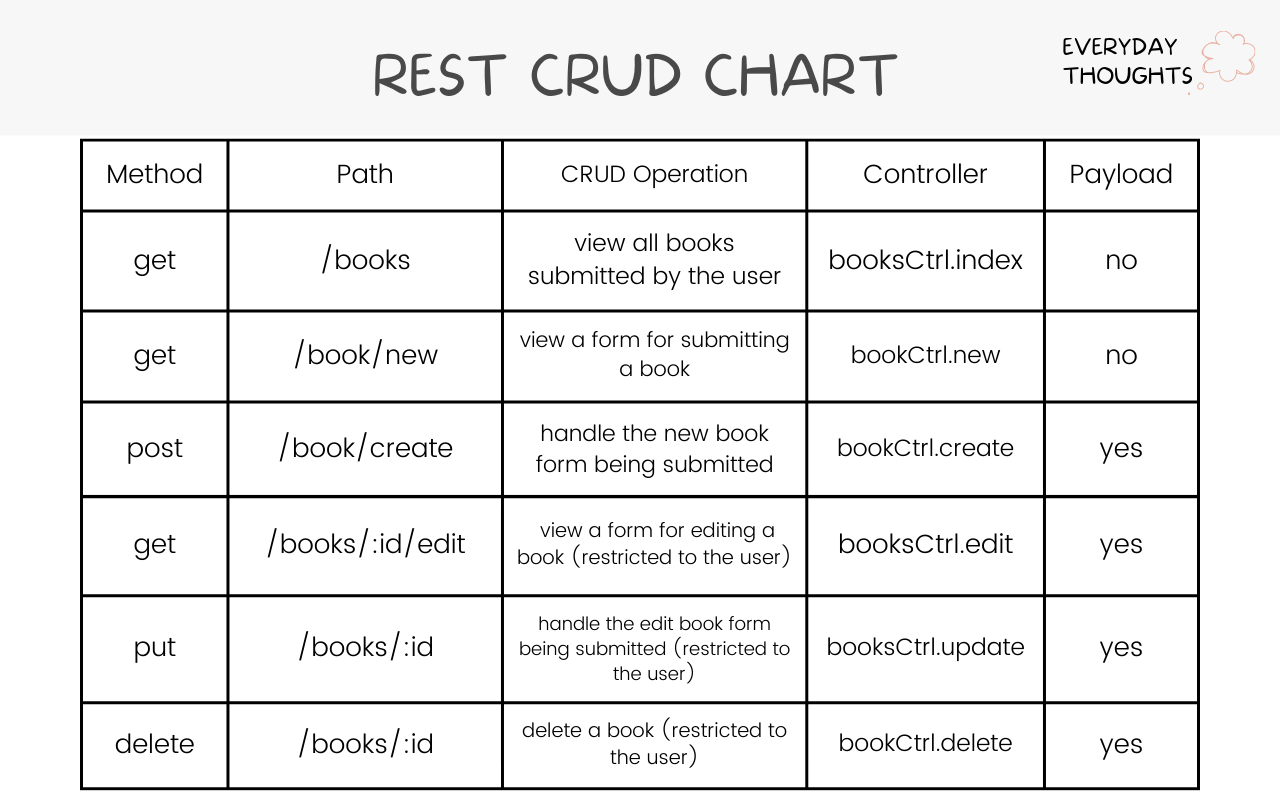 REST CRUD CHART
EVERYDAY
THOUGHTS
Method Path CRUD Operation Controller Payload
get /books view all books
submitted by the user booksCtrl.index no
get /book/new view a form for submitting
a book bookCtrl.new no
post /book/create handle the new book
form being submitted bookCtrl.create yes
get /books/:id/edit view a form for editing a
book (restricted to the user) booksCtrl.edit yes
put /books/:id handle the edit book form
being submitted (restricted to
the user) booksCtrl.update yes
delete /books/:id delete a book (restricted to
the user) bookCtrl.delete yes